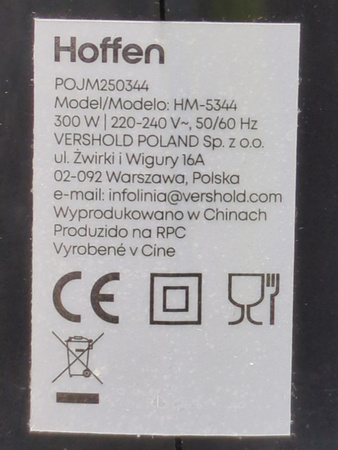 Hoffen
POJM250344
Model/Modelo: HM-5344
300 W | 220-240 V~, 50/60 Hz
VERSHOLD POLAND Sp. z o.o.
ul. Żwirki i Wigury 16A
02-092 Warszawa, Polska
e-mail: infolinia@vershold.com
Wyprodukowano w Chinach
Produzido na RPC
Vyrobené v Číne
CE